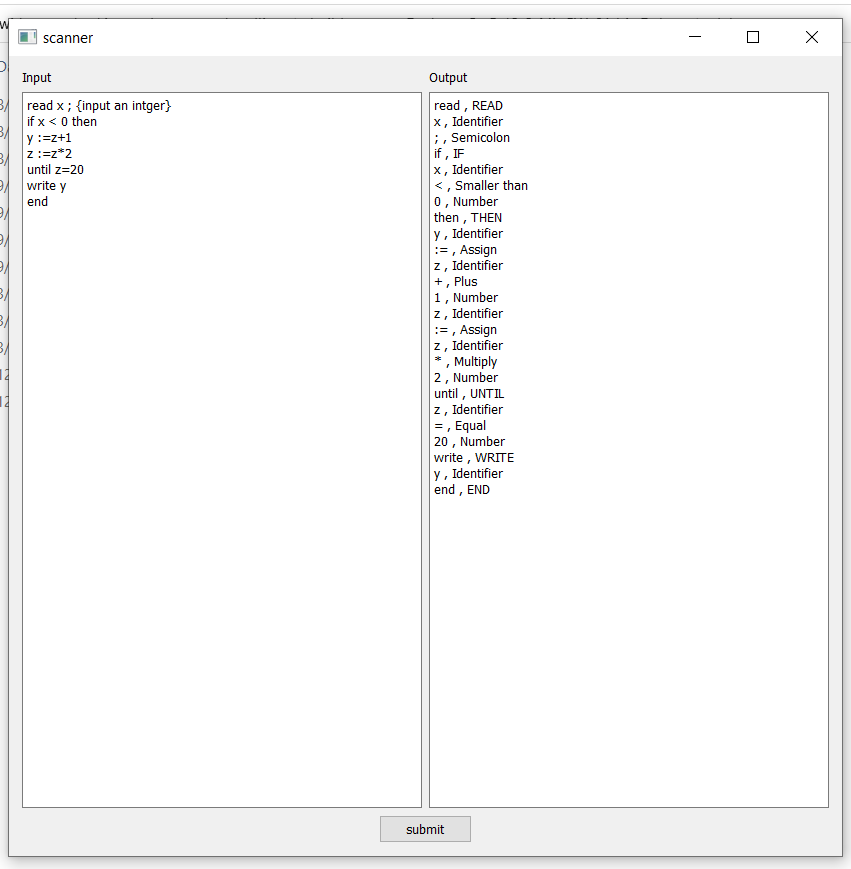 scanner
Input
read x ; {input an intger}
if x < 0 then
y :=z+1
z :=z*2
until z=20
write y
end
Output
read , READ
x , Identifier
; , Semicolon
if , IF
x , Identifier
< , Smaller than
0 , Number
then , THEN
y , Identifier
:= , Assign
z , Identifier
+ , Plus
1 , Number
z , Identifier
:= , Assign
z , Identifier
* , Multiply
2 , Number
until , UNTIL
z , Identifier
= , Equal
20 , Number
write , WRITE
y , Identifier
end , END
submit